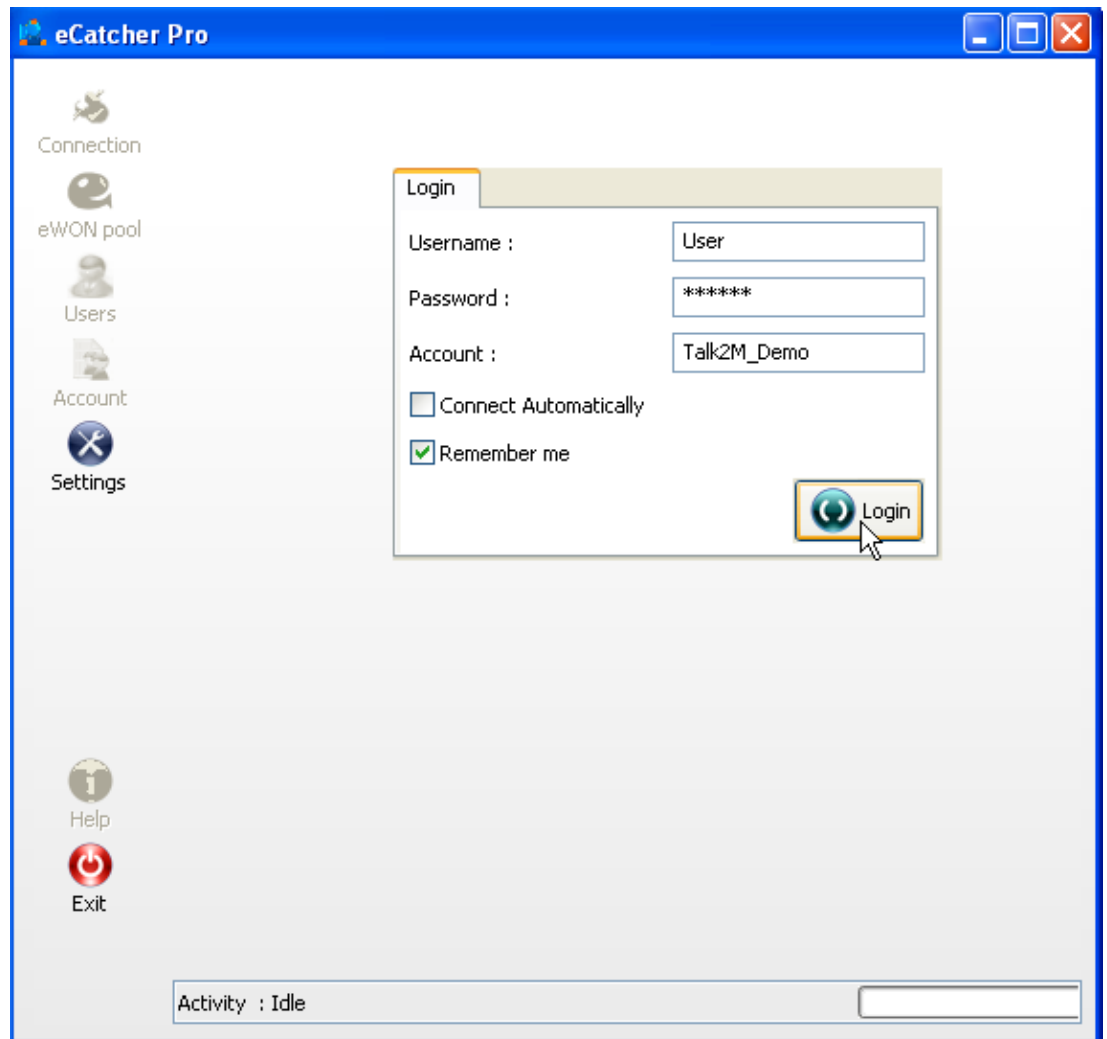 eCatcher Pro
Connection
eWON pool
Users
Account
Settings
Help
Exit
Login
Username :
User
Password :
******
Account :
Talk2M_Demo
Connect Automatically
Remember me
Login
Activity : Idle